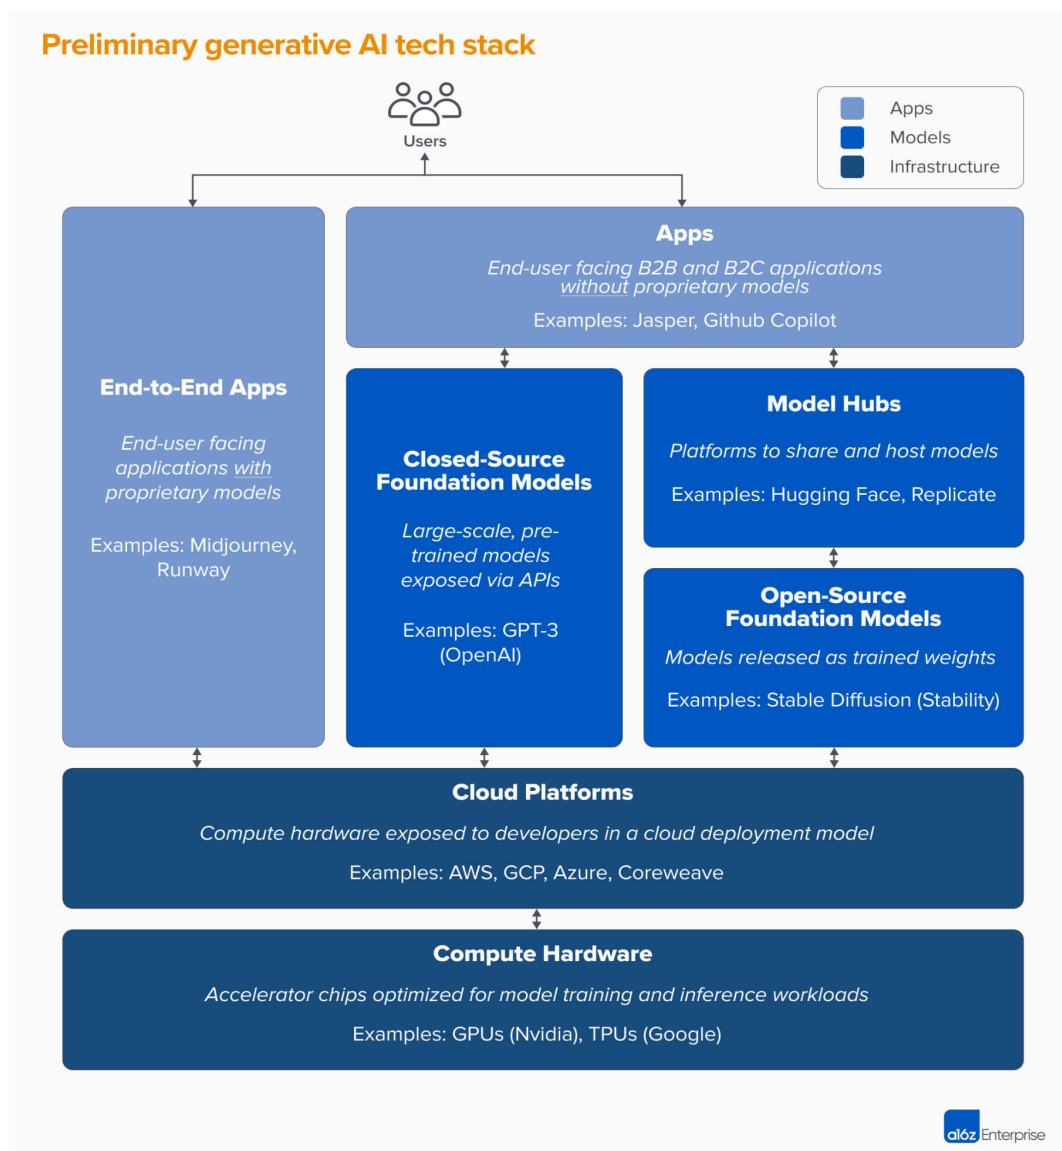 Preliminary generative AI tech stack
Users
Apps
Models
Infrastructure
End-to-End Apps
End-user facing
applications with
proprietary models
Examples: Midjourney,
Runway
Apps
End-user facing B2B and B2C applications
without proprietary models
Examples: Jasper, Github Copilot
Closed-Source
Foundation Models
Large-scale, pre-
trained models
exposed via APIs
Examples: GPT-3
(OpenAI)
Model Hubs
Platforms to share and host models
Examples: Hugging Face, Replicate
Open-Source
Foundation Models
Models released as trained weights
Examples: Stable Diffusion (Stability)
Cloud Platforms
Compute hardware exposed to developers in a cloud deployment model
Examples: AWS, GCP, Azure, Coreweave
Compute Hardware
Accelerator chips optimized for model training and inference workloads
Examples: GPUs (Nvidia), TPUs (Google)
a16z Enterprise